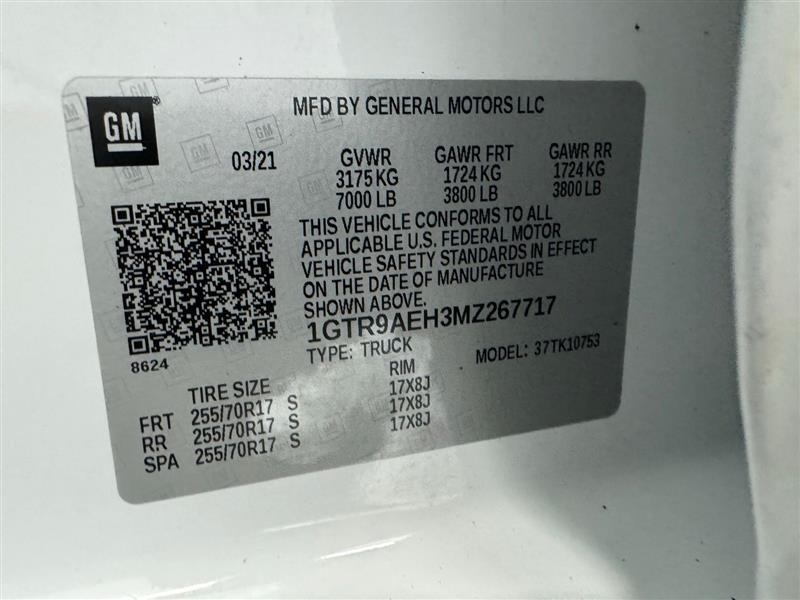 GM®
MFD BY GENERAL MOTORS LLC
03/21 GVWR GAWR FRT GAWR RR
3175 KG 1724 KG 1724 KG
7000 LB 3800 LB 3800 LB
THIS VEHICLE CONFORMS TO ALL
APPLICABLE U.S. FEDERAL MOTOR
VEHICLE SAFETY STANDARDS IN EFFECT
ON THE DATE OF MANUFACTURE
SHOWN ABOVE.
1GTR9AEH3MZ267717
8624
TYPE: TRUCK MODEL: 37TK10753
TIRE SIZE RIM
FRT 255/70R17 S 17X8J
RR 255/70R17 S 17X8J
SPA 255/70R17 S 17X8J